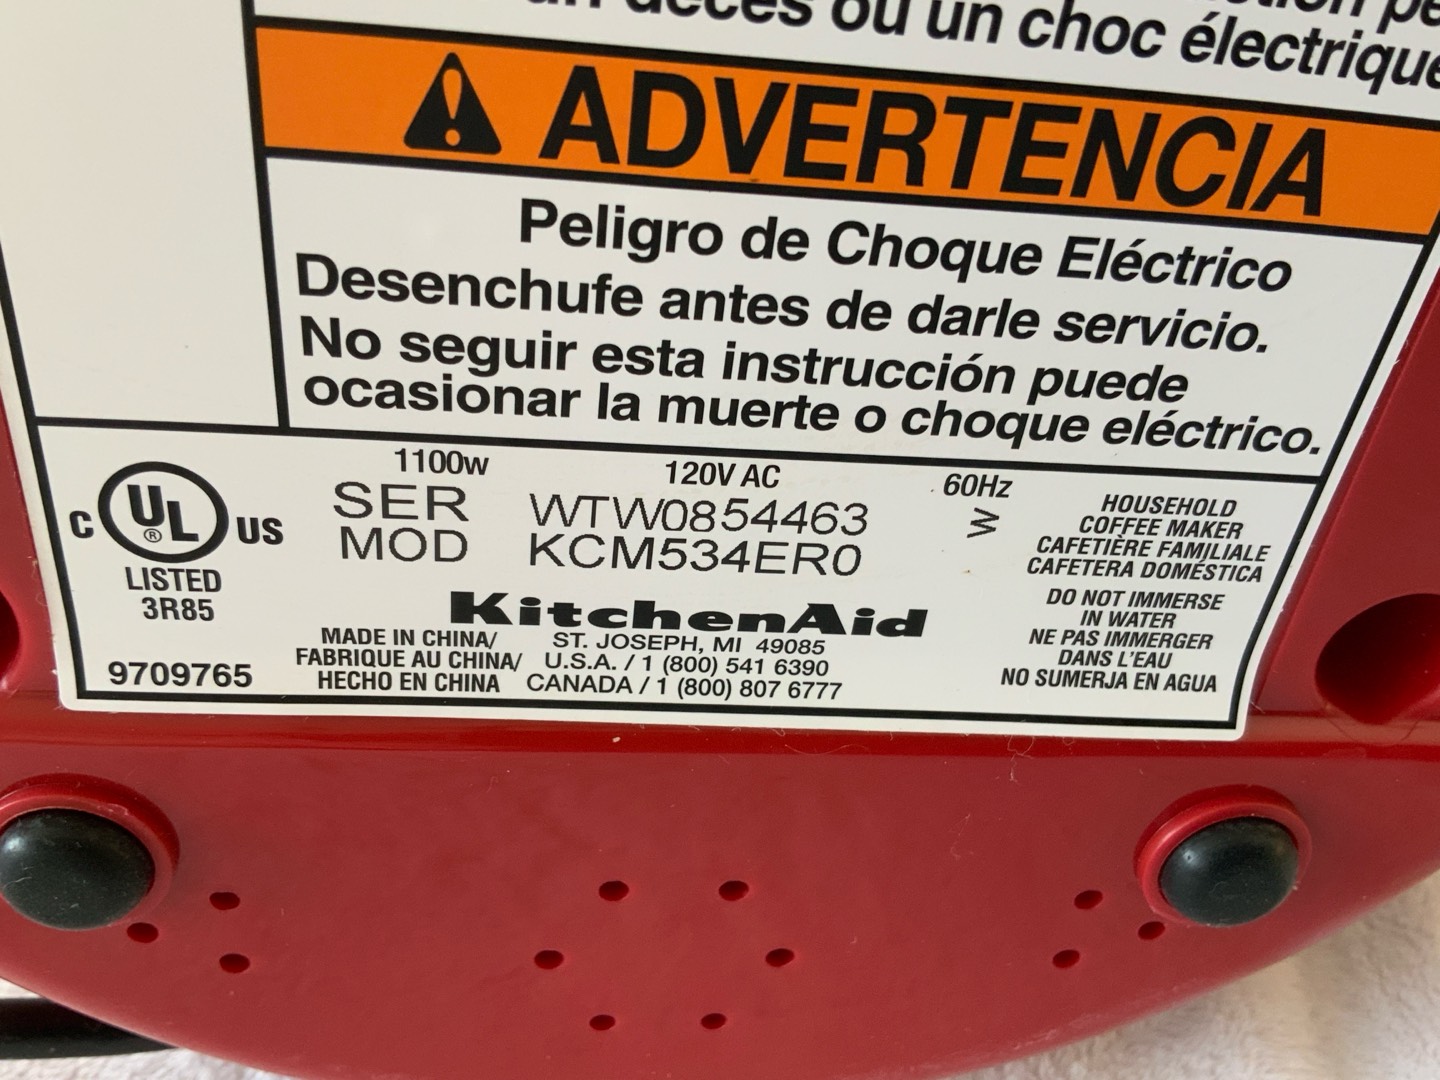 un décès ou un choc électrique
ADVERTENCIA
Peligro de Choque Eléctrico
Desenchufe antes de darle servicio.
No seguir esta instrucción puede
ocasionar la muerte o choque eléctrico.
1100w 120V AC 60Hz
SER WTW0854463
MOD KCM534ER0
W
C UL ® US
LISTED
3R85
9709765
KitchenAid
MADE IN CHINA/
FABRIQUE AU CHINA/
HECHO EN CHINA
ST. JOSEPH, MI 49085
U.S.A. / 1 (800) 541 6390
CANADA / 1 (800) 807 6777
HOUSEHOLD
COFFEE MAKER
CAFETIÈRE FAMILIALE
CAFETERA DOMÉSTICA
DO NOT IMMERSE
IN WATER
NE PAS IMMERGER
DANS L'EAU
NO SUMERJA EN AGUA